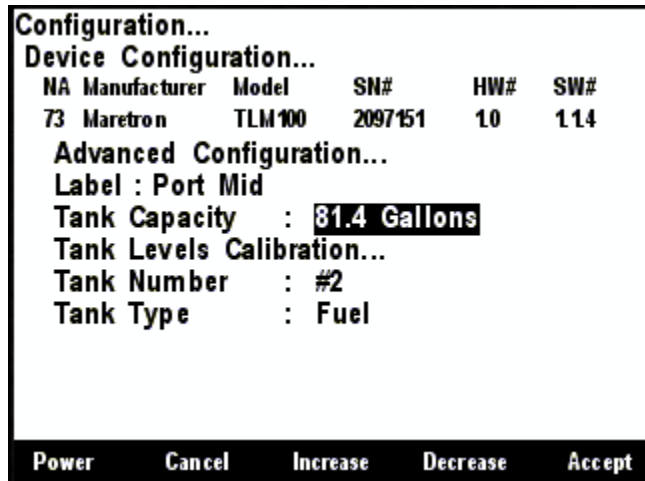 Configuration...
Device Configuration...
NA Manufacturer Model SN# HW# SW#
73 Maretron TLM100 2097151 1.0 1.1.4
Advanced Configuration...
Label : Port Mid
Tank Capacity : 81.4 Gallons
Tank Levels Calibration...
Tank Number : #2
Tank Type : Fuel
Power Cancel Increase Decrease Accept